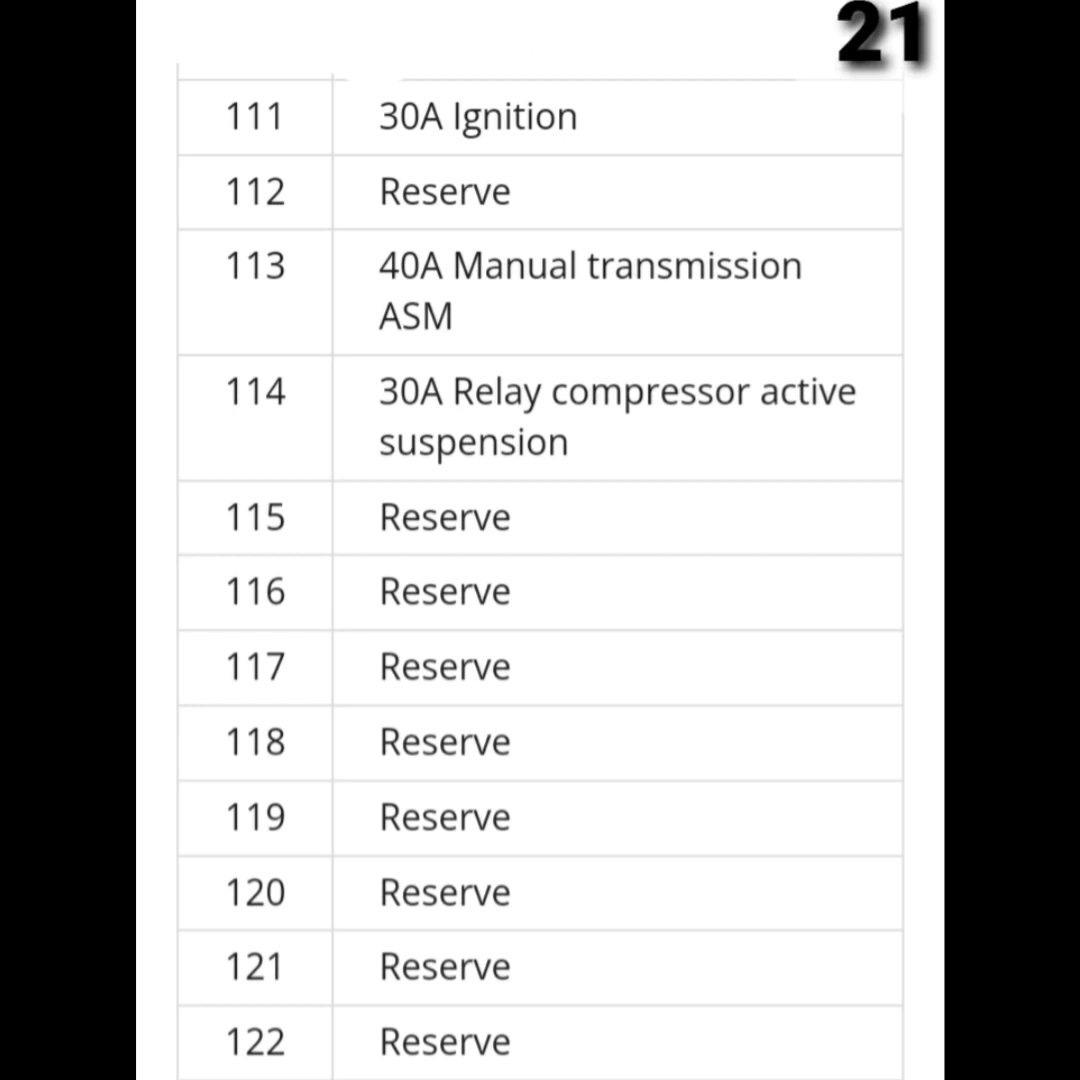 21
111 30A Ignition
112 Reserve
113 40A Manual transmission
ASM
114 30A Relay compressor active
suspension
115 Reserve
116 Reserve
117 Reserve
118 Reserve
119 Reserve
120 Reserve
121 Reserve
122 Reserve